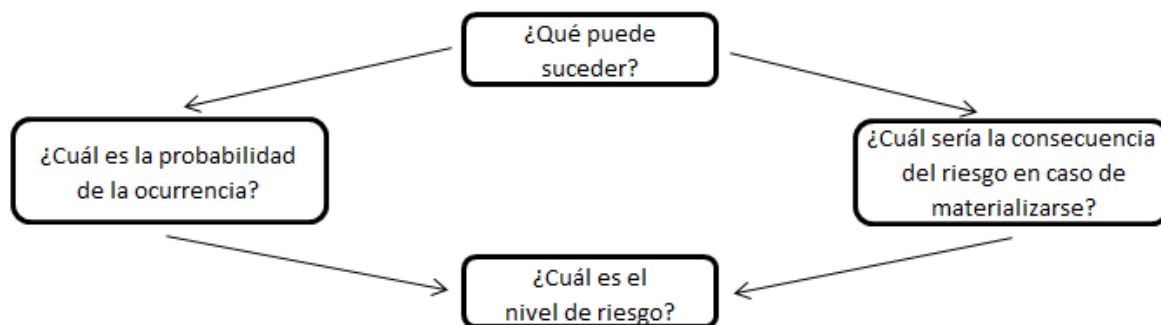 ¿Qué puede
suceder?
¿Cuál es la probabilidad
de la ocurrencia?
¿Cuál sería la consecuencia
del riesgo en caso de
materializarse?
¿Cuál es el
nivel de riesgo?